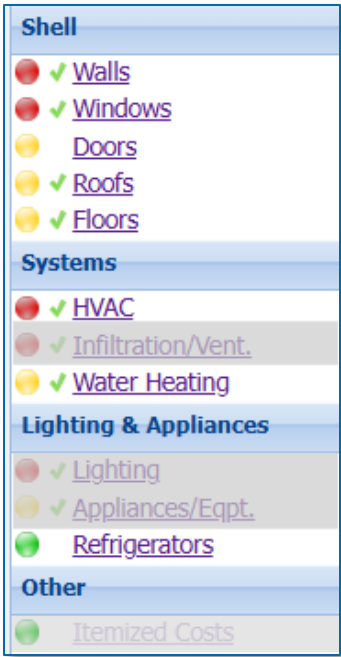 Shell
Walls
Windows
Doors
Roofs
Floors
Systems
HVAC
Infiltration/Vent.
Water Heating
Lighting & Appliances
Lighting
Appliances/Eqpt.
Refrigerators
Other
Itemized Costs